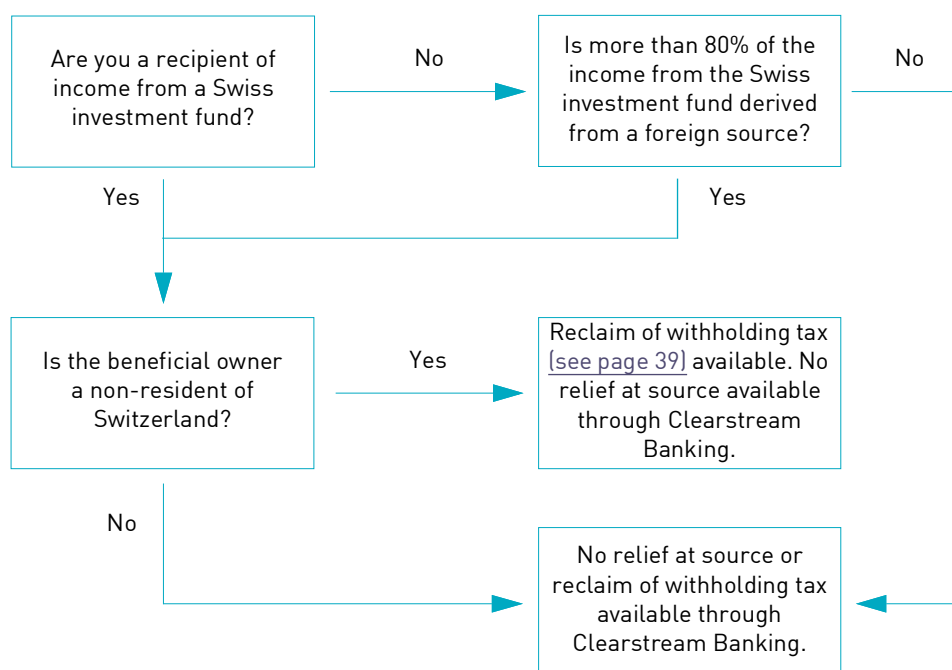 Are you a recipient of
income from a Swiss
investment fund?
No
Is more than 80% of the
income from the Swiss
investment fund derived
from a foreign source?
No
Yes
Yes
Is the beneficial owner
a non-resident of
Switzerland?
Yes
Reclaim of withholding tax
(see page 39) available. No
relief at source available
through Clearstream
Banking.
No
No relief at source or
reclaim of withholding tax
available through
Clearstream Banking.